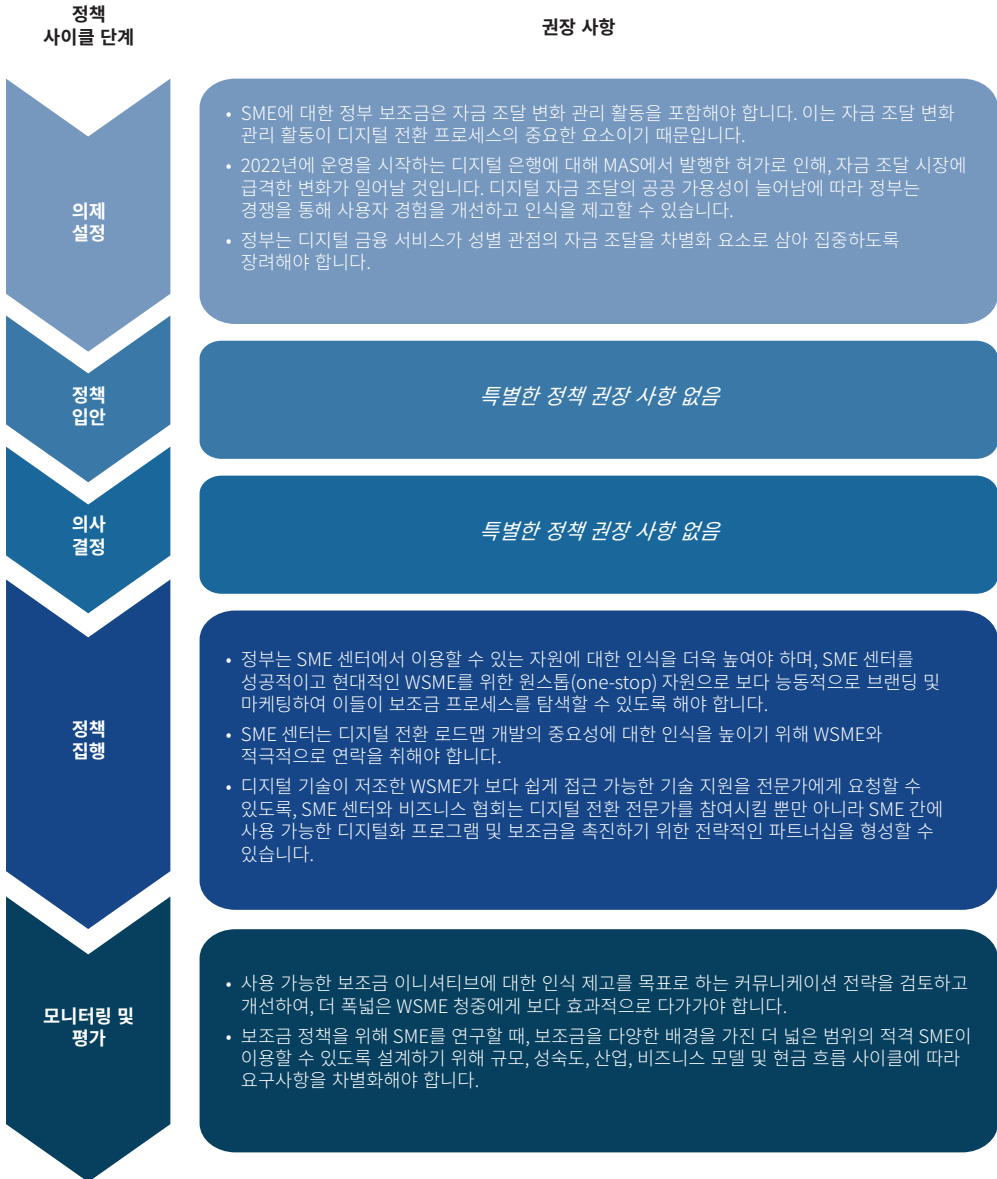 정책
사이클 단계
권장 사항
의제
설정
• SME에 대한 정부 보조금은 자금 조달 변화 관리 활동을 포함해야 합니다. 이는 자금 조달 변화
관리 활동이 디지털 전환 프로세스의 중요한 요소이기 때문입니다.
• 2022년에 운영을 시작하는 디지털 은행에 대해 MAS에서 발행한 허가로 인해, 자금 조달 시장에
급격한 변화가 일어날 것입니다. 디지털 자금 조달의 공공 가용성이 늘어남에 따라 정부는
경쟁을 통해 사용자 경험을 개선하고 인식을 제고할 수 있습니다.
• 정부는 디지털 금융 서비스가 성별 관점의 자금 조달을 차별화 요소로 삼아 집중하도록
장려해야 합니다.
정책
입안
특별한 정책 권장 사항 없음
의사
결정
특별한 정책 권장 사항 없음
정책
집행
• 정부는 SME 센터에서 이용할 수 있는 자원에 대한 인식을 더욱 높여야 하며, SME 센터를
성공적이고 현대적인 WSME를 위한 원스톱(one-stop) 자원으로 보다 능동적으로 브랜딩 및
마케팅하여 이들이 보조금 프로세스를 탐색할 수 있도록 해야 합니다.
• SME 센터는 디지털 전환 로드맵 개발의 중요성에 대한 인식을 높이기 위해 WSME와
적극적으로 연락을 취해야 합니다.
• 디지털 기술이 저조한 WSME가 보다 쉽게 접근 가능한 기술 지원을 전문가에게 요청할 수
있도록, SME 센터와 비즈니스 협회는 디지털 전환 전문가를 참여시킬 뿐만 아니라 SME 간에
사용 가능한 디지털화 프로그램 및 보조금을 촉진하기 위한 전략적인 파트너십을 형성할 수
있습니다.
모니터링 및
평가
• 사용 가능한 보조금 이니셔티브에 대한 인식 제고를 목표로 하는 커뮤니케이션 전략을 검토하고
개선하여, 더 폭넓은 WSME 청중에게 보다 효과적으로 다가가야 합니다.
• 보조금 정책을 위해 SME를 연구할 때, 보조금을 다양한 배경을 가진 더 넓은 범위의 적격 SME이
이용할 수 있도록 설계하기 위해 규모, 성숙도, 산업, 비즈니스 모델 및 현금 흐름 사이클에 따라
요구사항을 차별화해야 합니다.